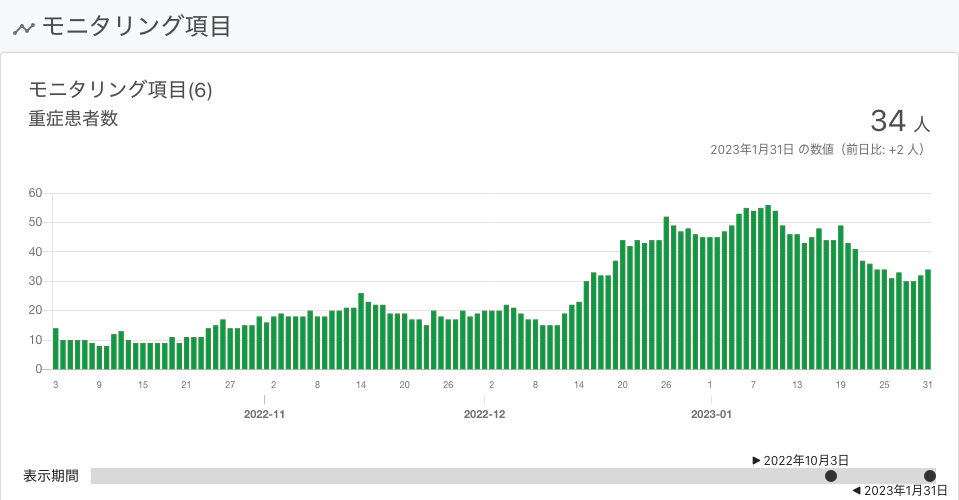 モニタリング項目
モニタリング項目(6)
重症患者数
34 人
2023年1月31日 の数値（前日比: +2 人）
60
50
40
30
20
10
0
3 9 15 21 27 2 8 14 20 26 2 8 14 20 26 1 7 13 19 25 31
2022-11 2022-12 2023-01
▶ 2022年10月3日
表示期間
◀ 2023年1月31日